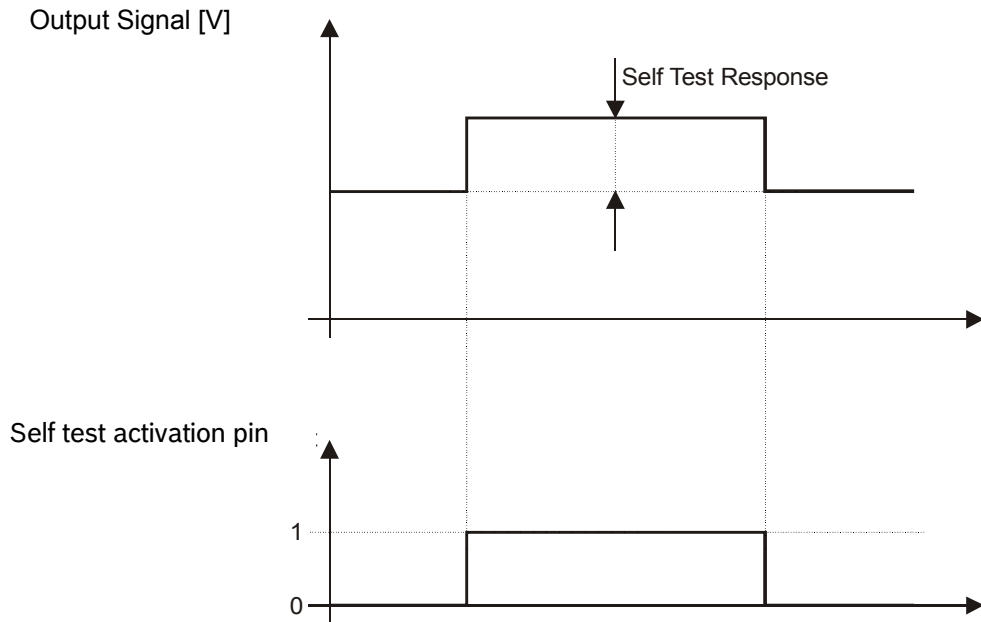 Output Signal [V]
Self Test Response
Self test activation pin
:
1
0